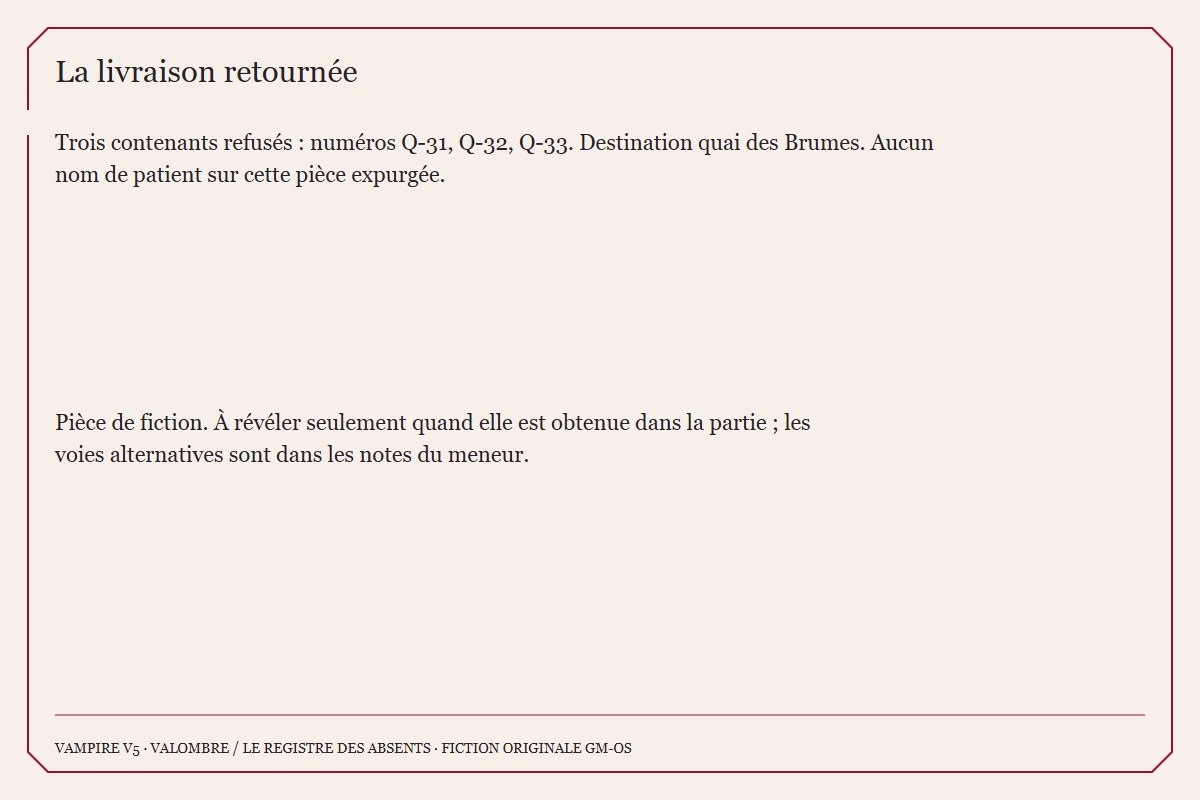 La livraison retournée
Trois contenants refusés : numéros Q-31, Q-32, Q-33. Destination quai des Brumes. Aucun
nom de patient sur cette pièce expurgée.
Pièce de fiction. À révéler seulement quand elle est obtenue dans la partie ; les
voies alternatives sont dans les notes du meneur.
VAMPIRE V5 · VALOMBRE / LE REGISTRE DES ABSENTS · FICTION ORIGINALE GM-OS